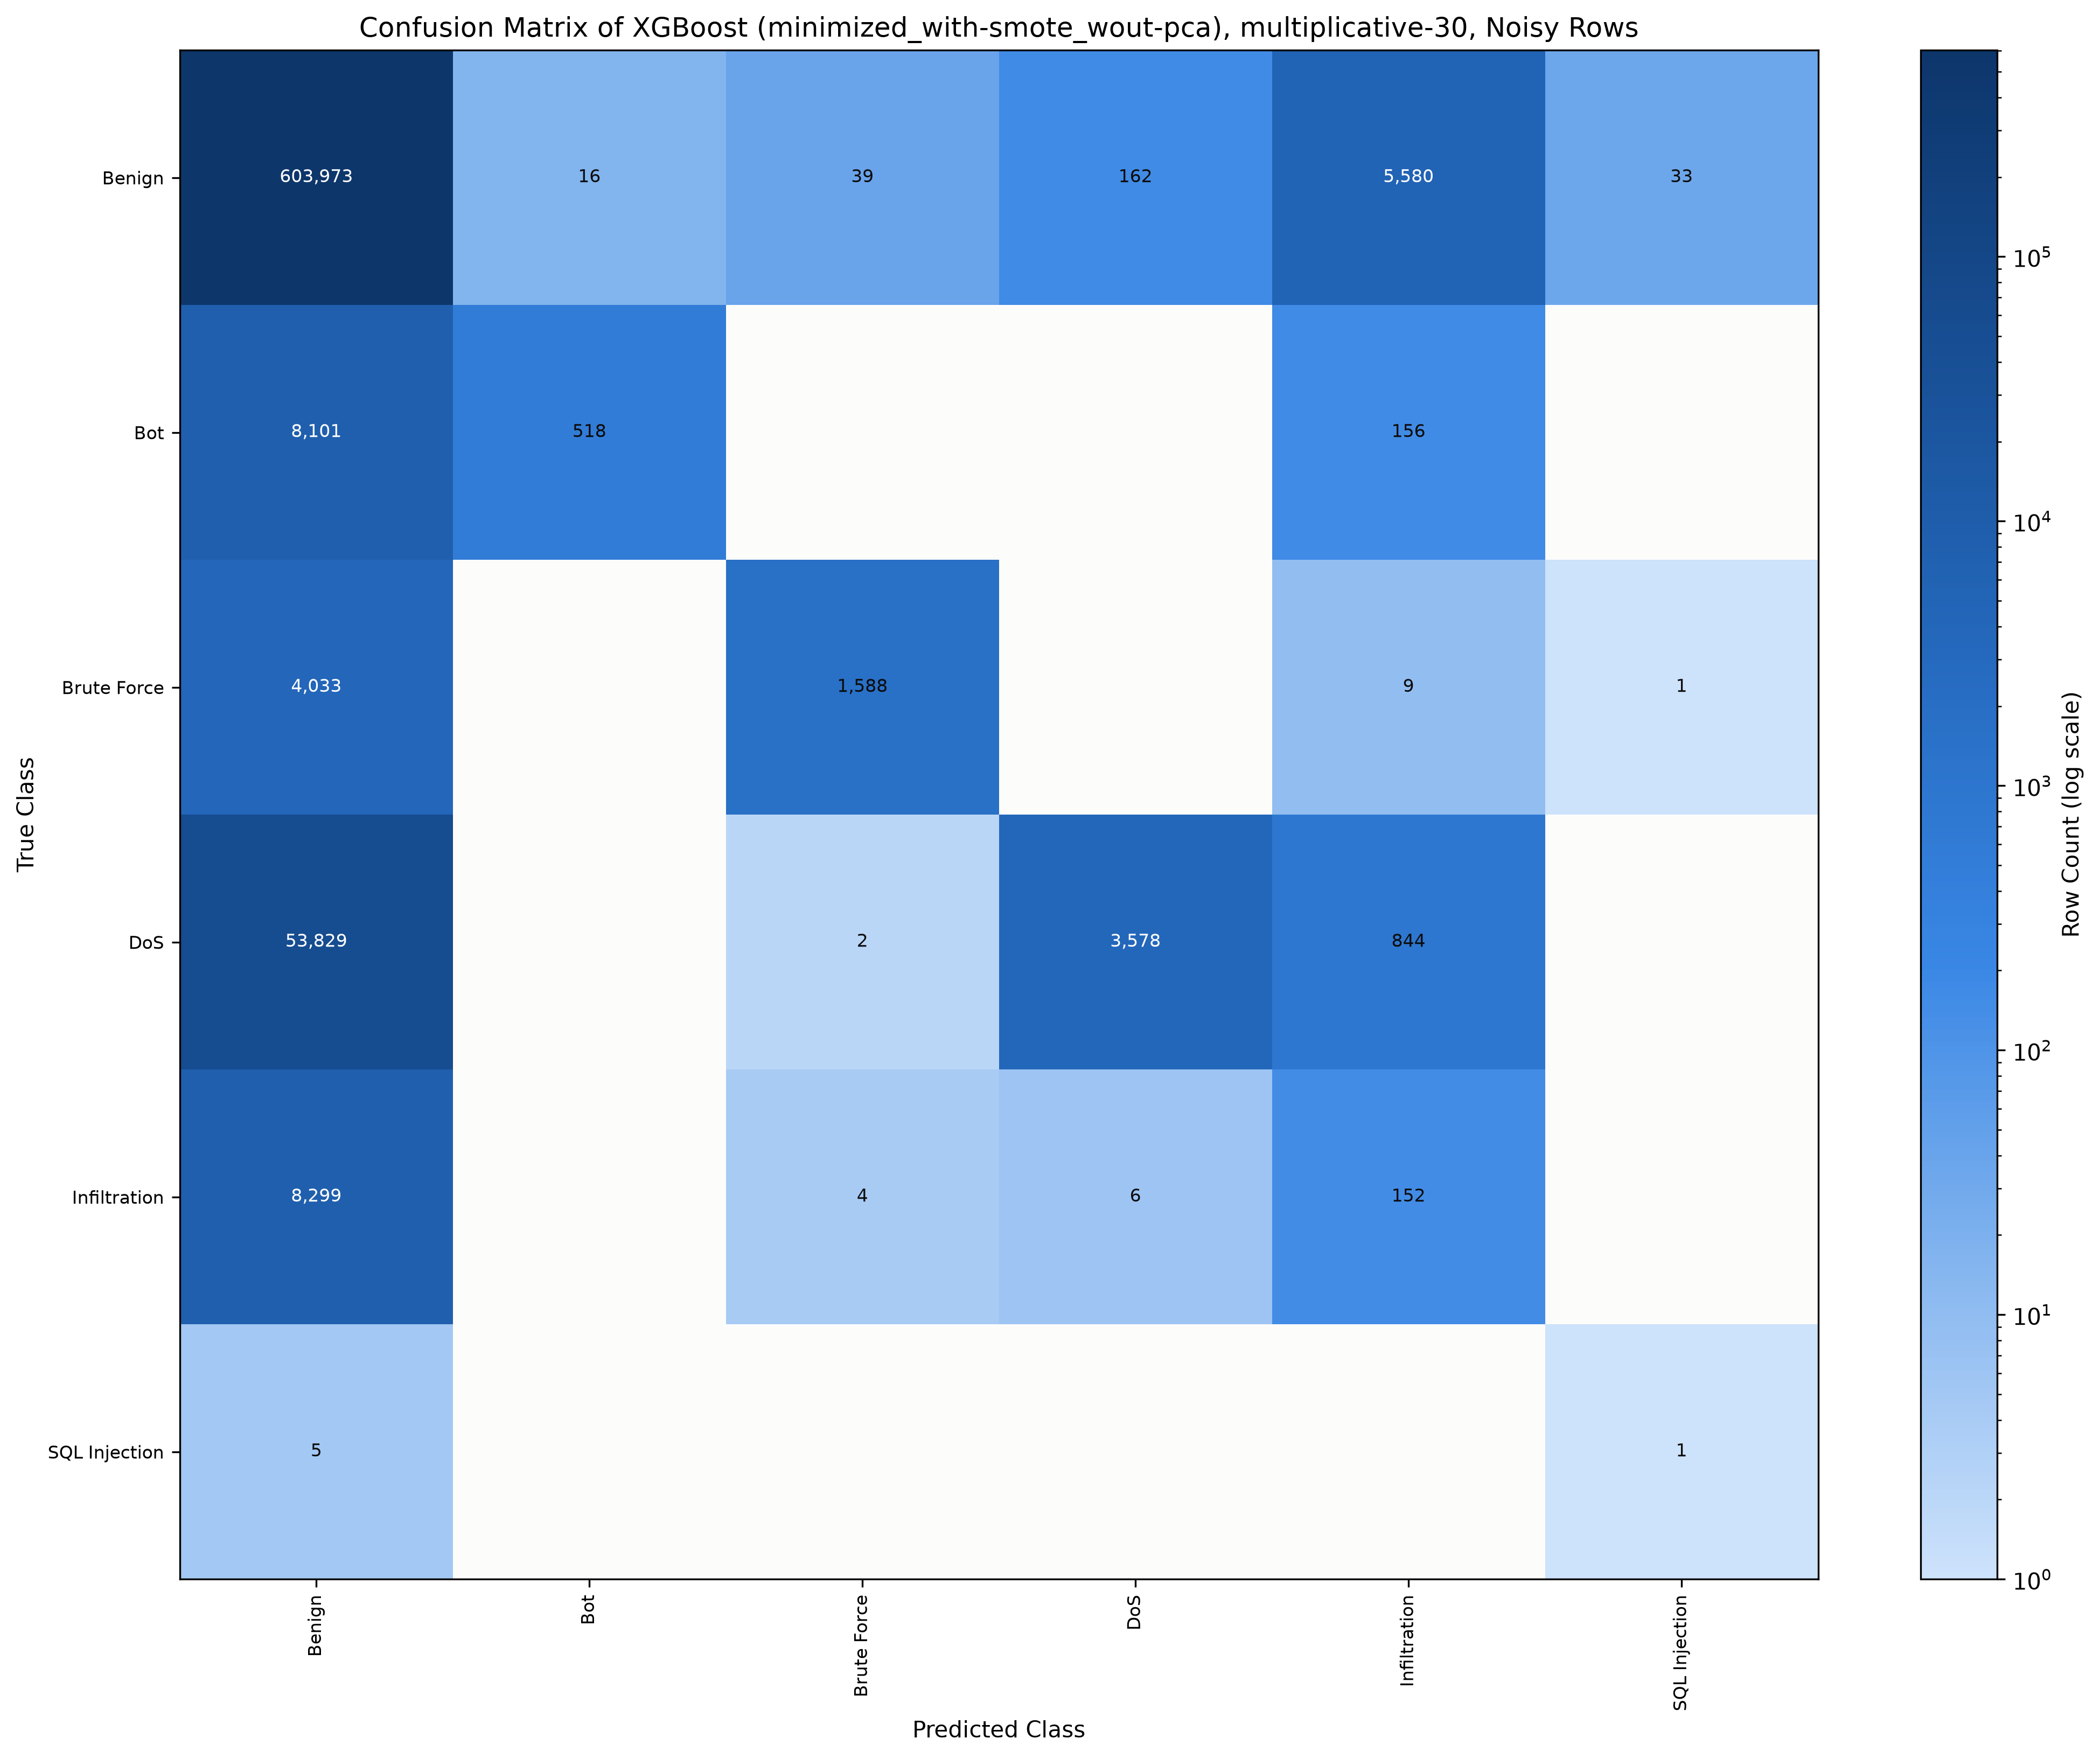 Confusion Matrix of XGBoost (minimized_with-smote_wout-pca), multiplicative-30, Noisy Rows
Benign 603,973 16 39 162 5,580 33
Bot 8,101 518 156
Brute Force 4,033 1,588 9 1
DoS 53,829 2 3,578 844
Infiltration 8,299 4 6 152
SQL Injection 5 1
True Class
Benign
Bot
Brute Force
DoS
Infiltration
SQL Injection
Predicted Class
10⁵
10⁴
10³
10²
10¹
10⁰
Row Count (log scale)